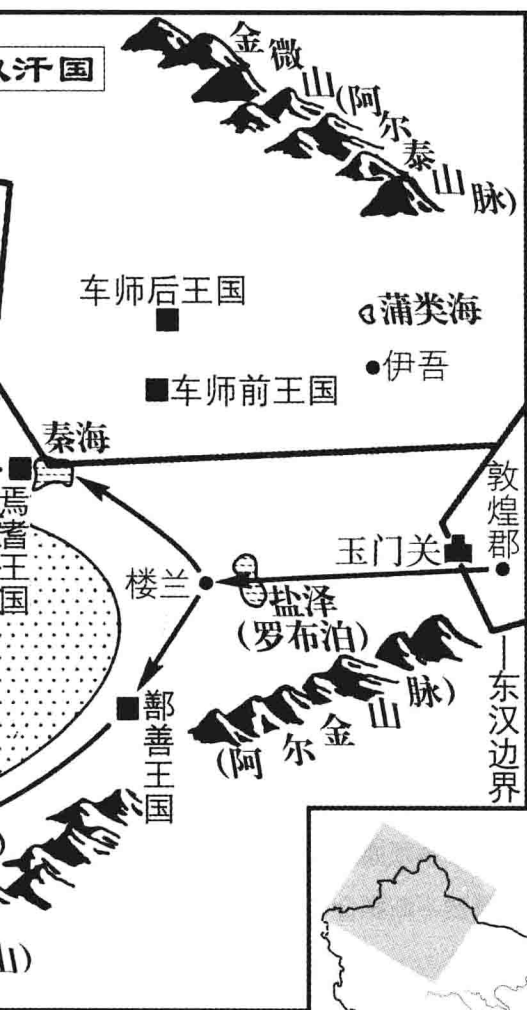 汗国
金微山(阿尔泰山脉)
车师后王国
蒲类海
伊吾
车师前王国
秦海
焉耆王国
敦煌郡
玉门关
楼兰
盐泽
(罗布泊)
鄯善王国
(阿尔金山脉)
东汉边界
山)